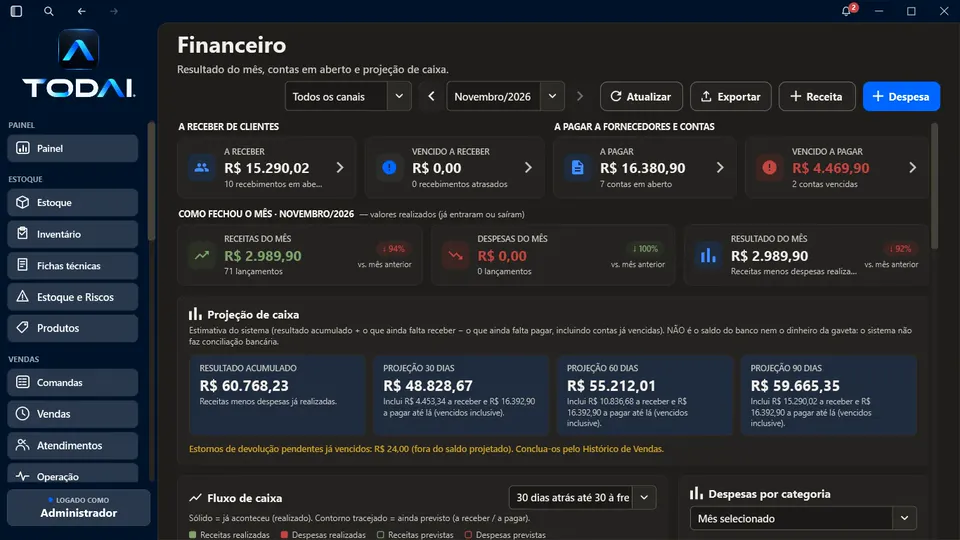 2
Financeiro
Resultado do mês, contas em aberto e projeção de caixa.
TODAI.
Todos os canais
Novembro/2026
Atualizar
Exportar
Receita
Despesa
PAINEL
Painel
ESTOQUE
Estoque
Inventário
Fichas técnicas
Estoque e Riscos
Produtos
VENDAS
Comandas
Vendas
Atendimentos
Operação
LOGADO COMO
Administrador
A RECEBER DE CLIENTES
A RECEBER
R$ 15.290,02
10 recebimentos em abe...
VENCIDO A RECEBER
R$ 0,00
0 recebimentos atrasados
A PAGAR A FORNECEDORES E CONTAS
A PAGAR
R$ 16.380,90
7 contas em aberto
VENCIDO A PAGAR
R$ 4.469,90
2 contas vencidas
COMO FECHOU O MÊS · NOVEMBRO/2026 — valores realizados (já entraram ou saíram)
RECEITAS DO MÊS
R$ 2.989,90
71 lançamentos
↓ 94%
vs. mês anterior
DESPESAS DO MÊS
R$ 0,00
0 lançamentos
↓ 100%
vs. mês anterior
RESULTADO DO MÊS
R$ 2.989,90
Receitas menos despesas realiza...
↓ 92%
vs. mês anterior
Projeção de caixa
Estimativa do sistema (resultado acumulado + o que ainda falta receber − o que ainda falta pagar, incluindo contas já vencidas). NÃO é o saldo do banco nem o dinheiro da gaveta: o sistema não
faz conciliação bancária.
RESULTADO ACUMULADO
R$ 60.768,23
Receitas menos despesas já realizadas.
PROJEÇÃO 30 DIAS
R$ 48.828,67
Inclui R$ 4.453,34 a receber e R$ 16.392,90
a pagar até lá (vencidos inclusive).
PROJEÇÃO 60 DIAS
R$ 55.212,01
Inclui R$ 10.836,68 a receber e R$
16.392,90 a pagar até lá (vencidos
inclusive).
PROJEÇÃO 90 DIAS
R$ 59.665,35
Inclui R$ 15.290,02 a receber e R$
16.392,90 a pagar até lá (vencidos
inclusive).
Estornos de devolução pendentes já vencidos: R$ 24,00 (fora do saldo projetado). Conclua-os pelo Histórico de Vendas.
Fluxo de caixa
30 dias atrás até 30 à fre
Sólido = já aconteceu (realizado). Contorno tracejado = ainda previsto (a receber / a pagar).
Receitas realizadas
Despesas realizadas
Receitas previstas
Despesas previstas
Despesas por categoria
Mês selecionado